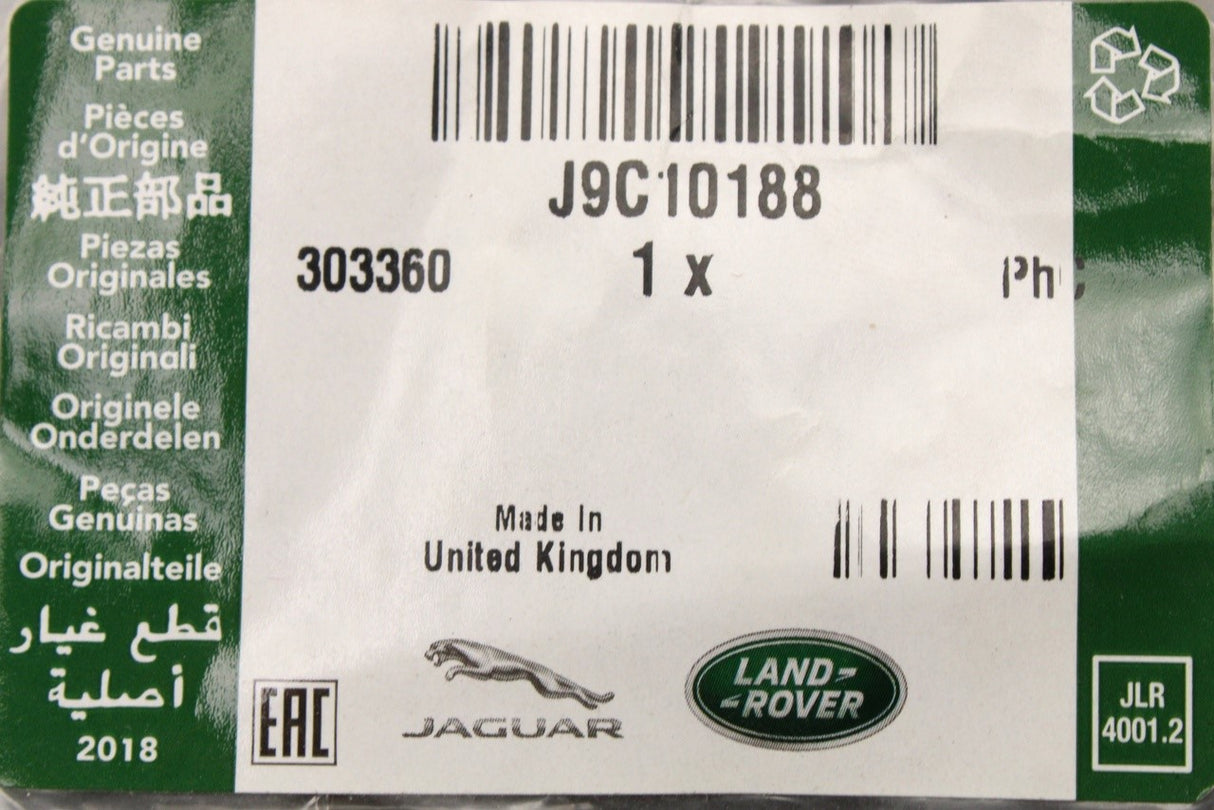 Genuine
Parts
Pièces
d'Origine
純正部品
Piezas
Originales
Ricambi
Originali
Originele
Onderdelen
Peças
Genuinas
Originalteile
قطع غيار
أصلية
2018
J9C10188
303360 1 x
Made In
United Kingdom
EAC
JAGUAR
LAND-
-ROVER
JLR
4001.2